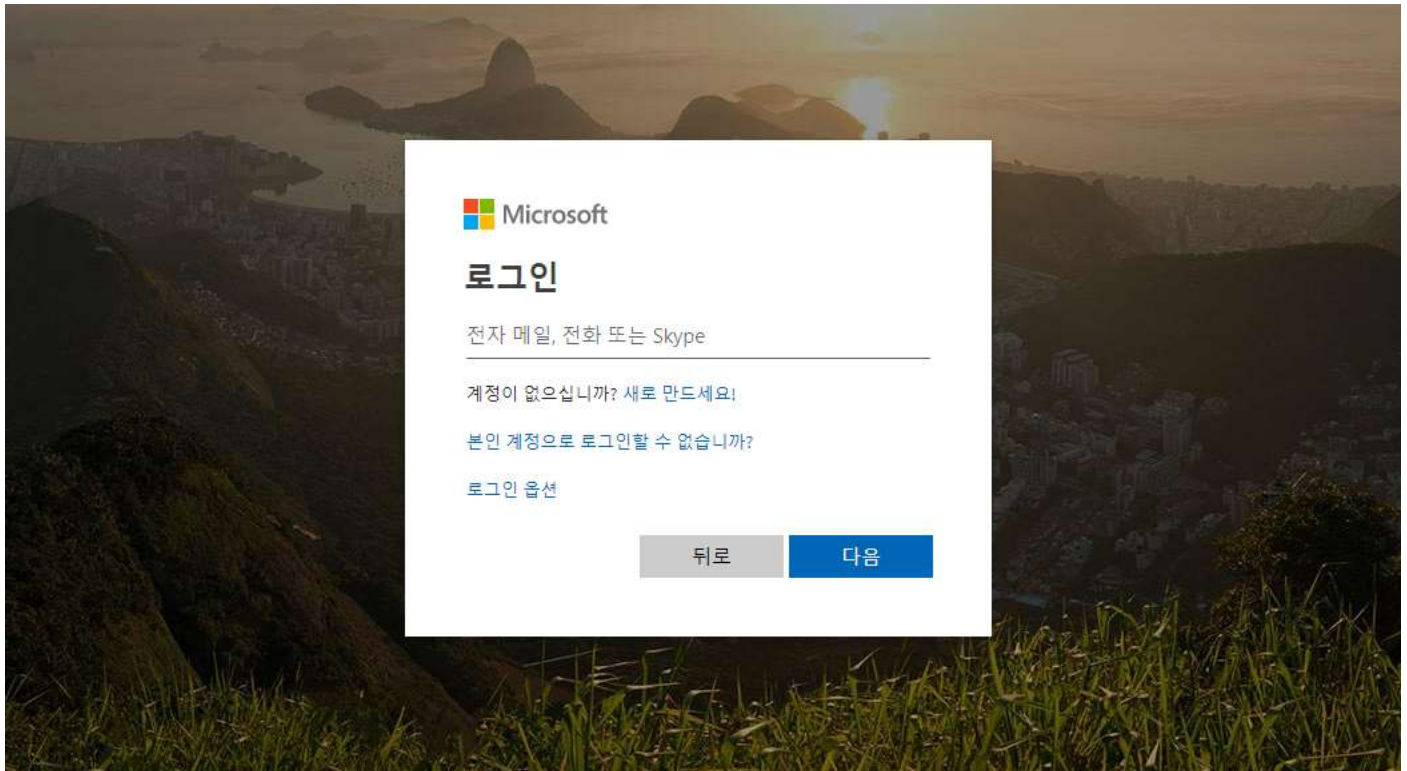 Microsoft
로그인
전자 메일, 전화 또는 Skype
계정이 없으십니까? 새로 만드세요!
본인 계정으로 로그인할 수 없습니까?
로그인 옵션
뒤로 다음